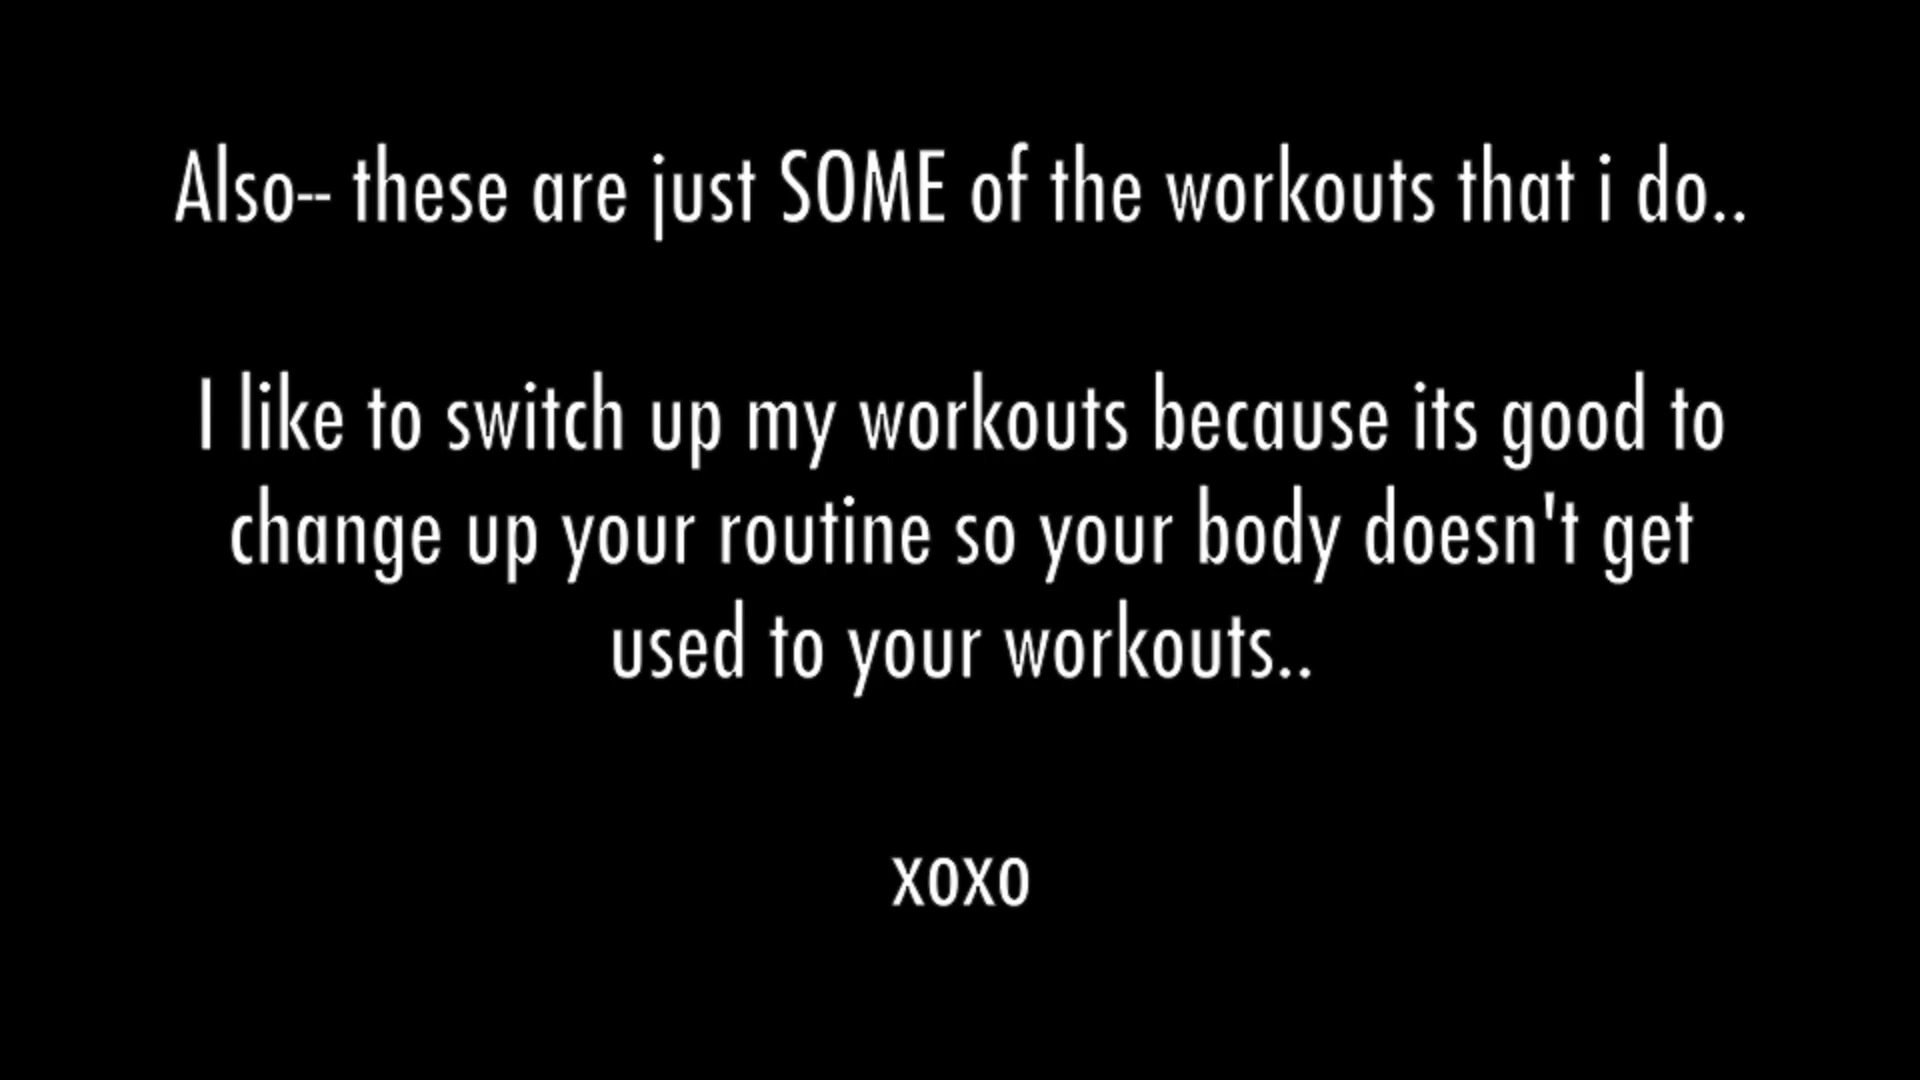 Also-- these are just SOME of the workouts that i do..
I like to switch up my workouts because its good to
change up your routine so your body doesn't get
used to your workouts..
xoxo